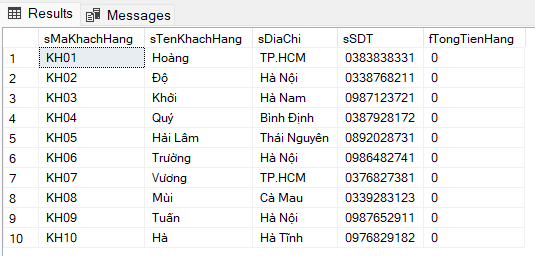 Results Messages
sMaKhachHang sTenKhachHang sDiaChi sSDT fTongTienHang
1 KH01 Hoàng TP.HCM 0383838331 0
2 KH02 Độ Hà Nội 0338768211 0
3 KH03 Khởi Hà Nam 0987123721 0
4 KH04 Quý Bình Định 0387928172 0
5 KH05 Hải Lâm Thái Nguyên 0892028731 0
6 KH06 Trường Hà Nội 0986482741 0
7 KH07 Vương TP.HCM 0376827381 0
8 KH08 Mùi Cà Mau 0339283123 0
9 KH09 Tuấn Hà Nội 0987652911 0
10 KH10 Hà Hà Tĩnh 0976829182 0